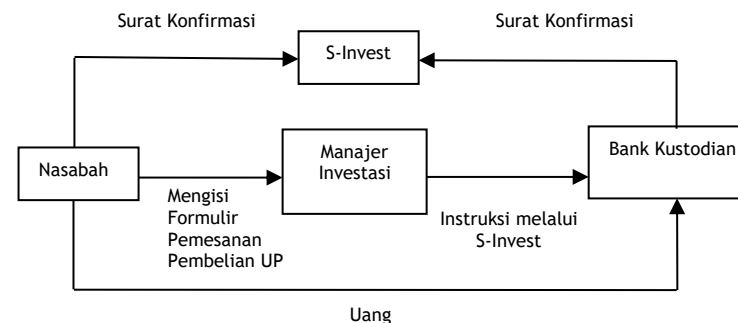 Surat Konfirmasi
Surat Konfirmasi
S-Invest
Nasabah
Manajer
Investasi
Bank Kustodian
Mengisi
Formulir
Pemesanan
Pembelian UP
Instruksi melalui
S-Invest
Uang